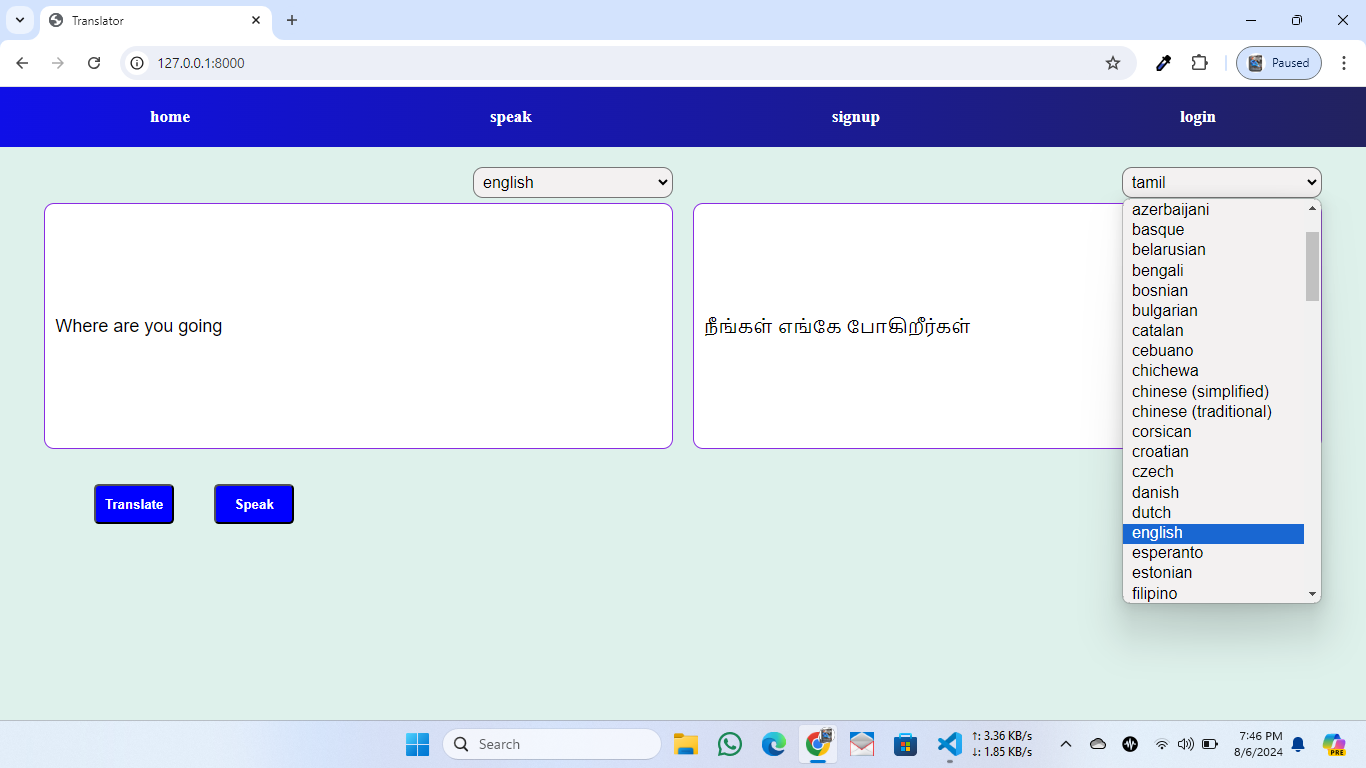 Translator
127.0.0.1:8000
Paused
home speak signup login
english
tamil
Where are you going
நீங்கள் எங்கே போகிறீர்கள்
azerbaijani
basque
belarusian
bengali
bosnian
bulgarian
catalan
cebuano
chichewa
chinese (simplified)
chinese (traditional)
corsican
croatian
czech
danish
dutch
english
esperanto
estonian
filipino
Translate Speak
Search
↑: 3.36 KB/s
↓: 1.85 KB/s
7:46 PM
8/6/2024
PRE